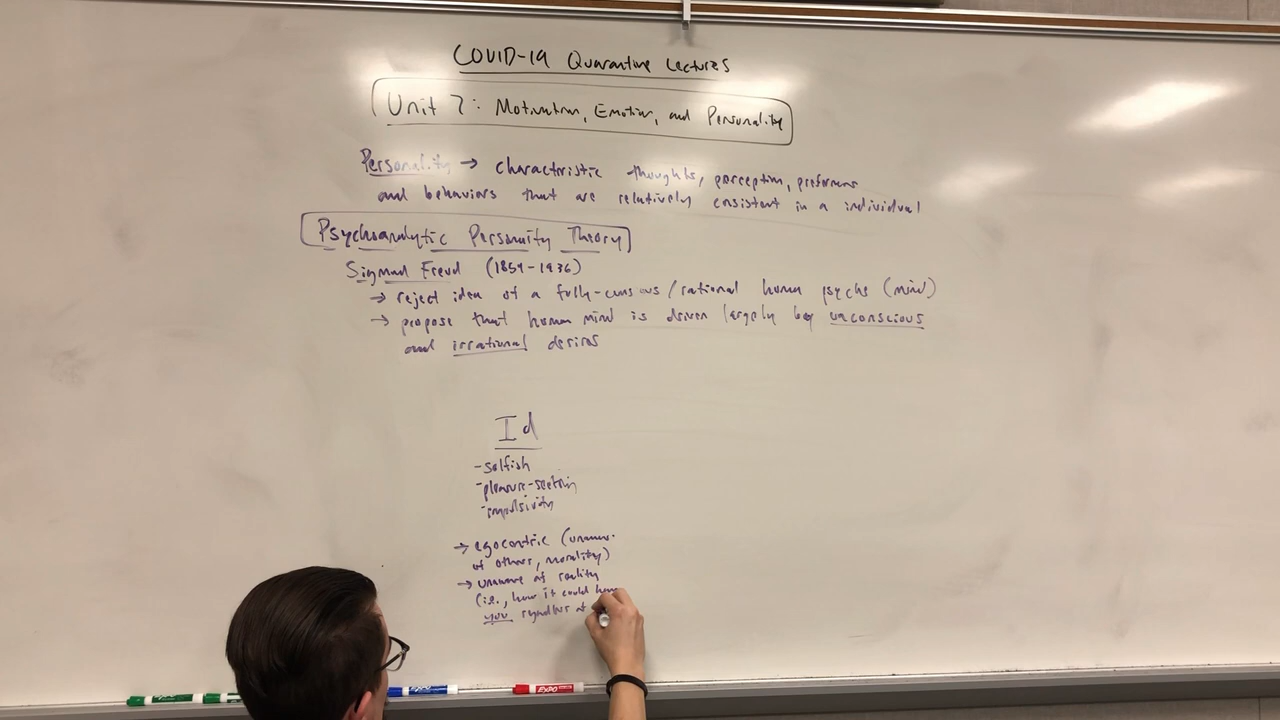 COVID-19 Quarantine Lectures
Unit 7: Motivation, Emotion, and Personality
Personality → characteristic thoughts, perception, preferences
and behaviors that are relatively consistent in a individual
Psychoanalytic Personality Theory
Sigmund Freud (1859-1936)
→ reject idea of a fully-conscious/rational human psyche (mind)
→ propose that human mind is driven largely by unconscious
and irrational desires
Id
-selfish
-pleasure-seeking
-impulsivity
→ egocentric (unaware
of others, morality)
→ unaware of reality
(i.e., how it could harm
you regardless of
EXPO